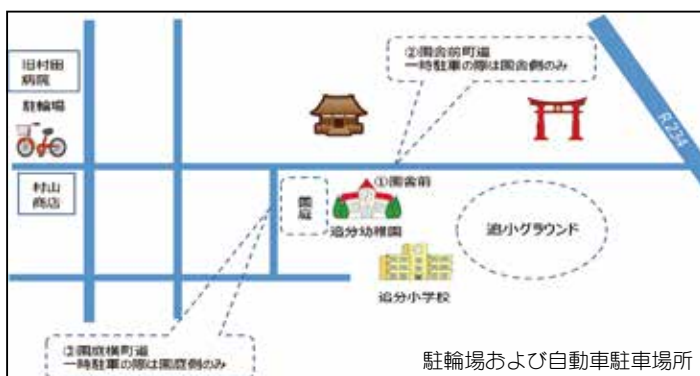 旧村田
病院
駐輪場
村山
商店
②園舎前町道
一時駐車の際は園舎側のみ
R 234
①園舎前
園庭
追分幼稚園
追小グラウンド
追分小学校
③園庭横町道
一時駐車の際は園庭側のみ
駐輪場および自動車駐車場所